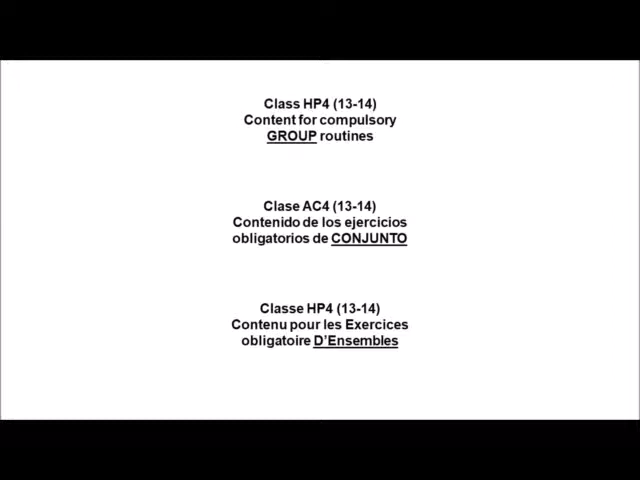 Class HP4 (13-14)
Content for compulsory
GROUP routines
Clase AC4 (13-14)
Contenido de los ejercicios
obligatorios de CONJUNTO
Classe HP4 (13-14)
Contenu pour les Exercices
obligatoire D'Ensembles